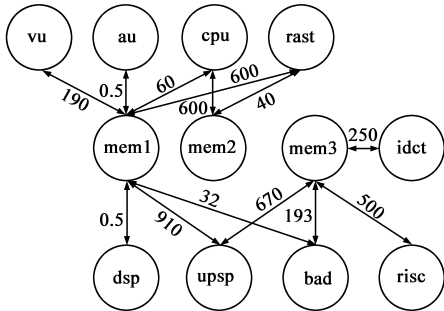 vu au cpu rast
190 0.5 60 600
600 40
mem1 mem2 mem3 250 idct
0.5 910 32 670 193 500
dsp upsp bad risc